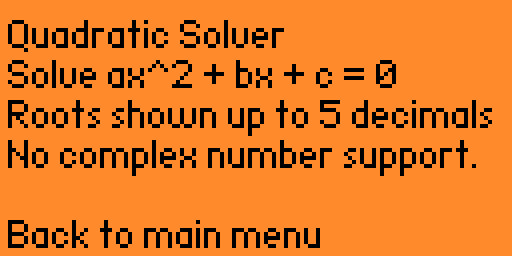 Quadratic Solver
Solve ax^2 + bx + c = 0
Roots shown up to 5 decimals
No complex number support.
Back to main menu